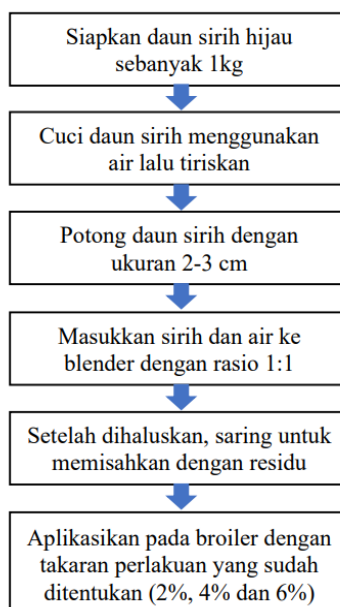 Siapkan daun sirih hijau
sebanyak 1kg
Cuci daun sirih menggunakan
air lalu tiriskan
Potong daun sirih dengan
ukuran 2-3 cm
Masukkan sirih dan air ke
blender dengan rasio 1:1
Setelah dihaluskan, saring untuk
memisahkan dengan residu
Aplikasikan pada broiler dengan
takaran perlakuan yang sudah
ditentukan (2%, 4% dan 6%)